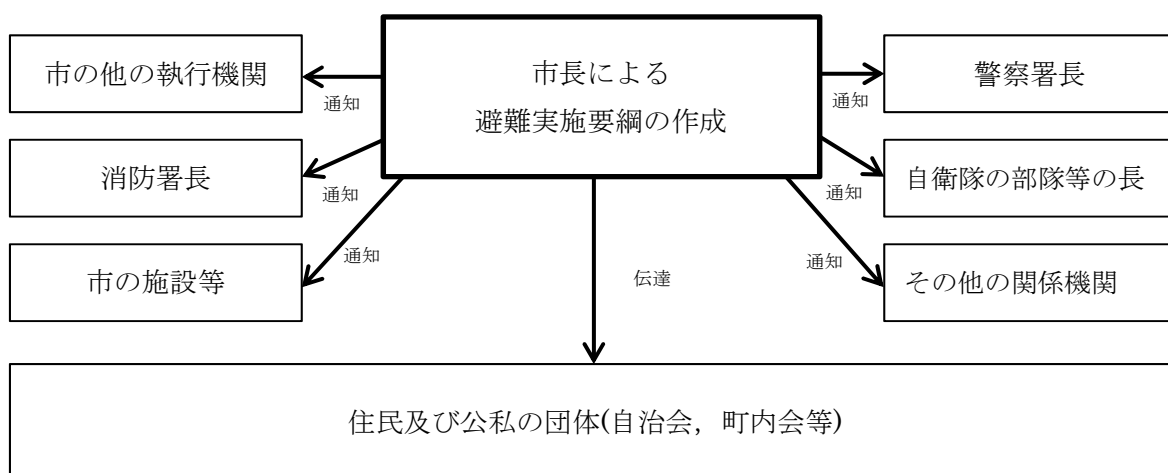 市の他の執行機関
通知
市長による
避難実施要綱の作成
通知
警察署長
消防署長
通知
通知
自衛隊の部隊等の長
市の施設等
通知
伝達
通知
その他の関係機関
住民及び公私の団体(自治会，町内会等)